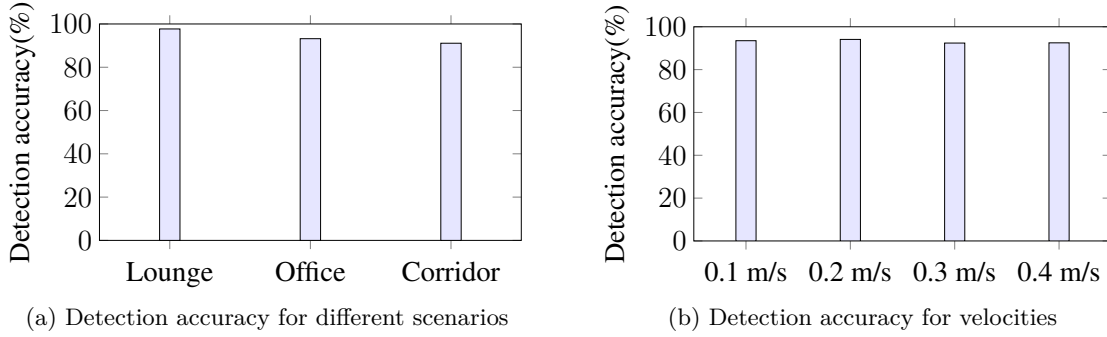 Detection accuracy(%)
100
80
60
40
20
0
Lounge Office Corridor
(a) Detection accuracy for different scenarios
Detection accuracy(%)
100
80
60
40
20
0
0.1 m/s 0.2 m/s 0.3 m/s 0.4 m/s
(b) Detection accuracy for velocities